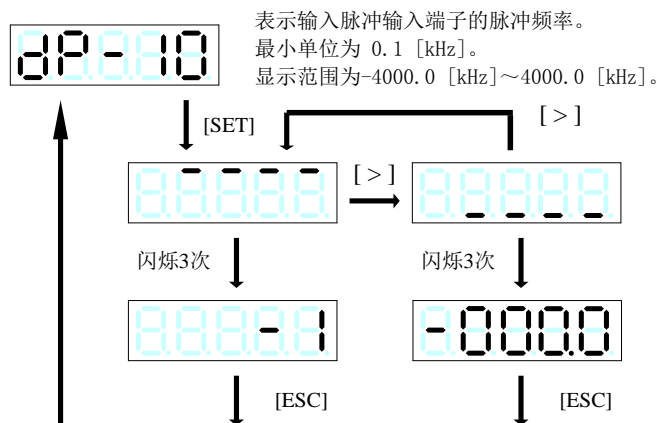 dP-10
表示输入脉冲输入端子的脉冲频率。
最小单位为 0.1 [kHz]。
显示范围为-4000.0 [kHz]～4000.0 [kHz]。
[SET]
[ > ]
[ > ]
闪烁3次
闪烁3次
-1
-000.0
[ESC]
[ESC]